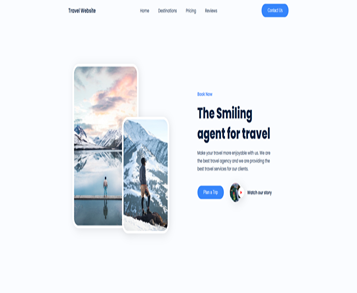 Travel Website
Home Destinations Pricing Reviews
Contact Us
Book Now
The Smiling
agent for travel
Make your travel more enjoyable with us. We are
the best travel agency and we are providing the
best travel services for our clients.
Plan a Trip
Watch our story